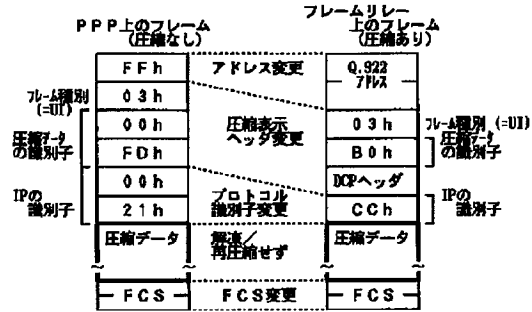 PPP上のフレーム
(圧縮なし)
フレームリレー
上のフレーム
(圧縮あり)
FFh
アドレス変更
Q.922
アドレス
フレーム種別
(=UI)
03h
00h
圧縮表示
ヘッダ変更
03h
フレーム種別 (=UI)
圧縮データ
の識別子
FDh
B0h
圧縮データ
の識別子
00h
DCPヘッダ
IPの
識別子
21h
プロトコル
識別子変更
CCh
IPの
識別子
圧縮データ
解凍/
再圧縮せず
圧縮データ
FCS
FCS変更
FCS